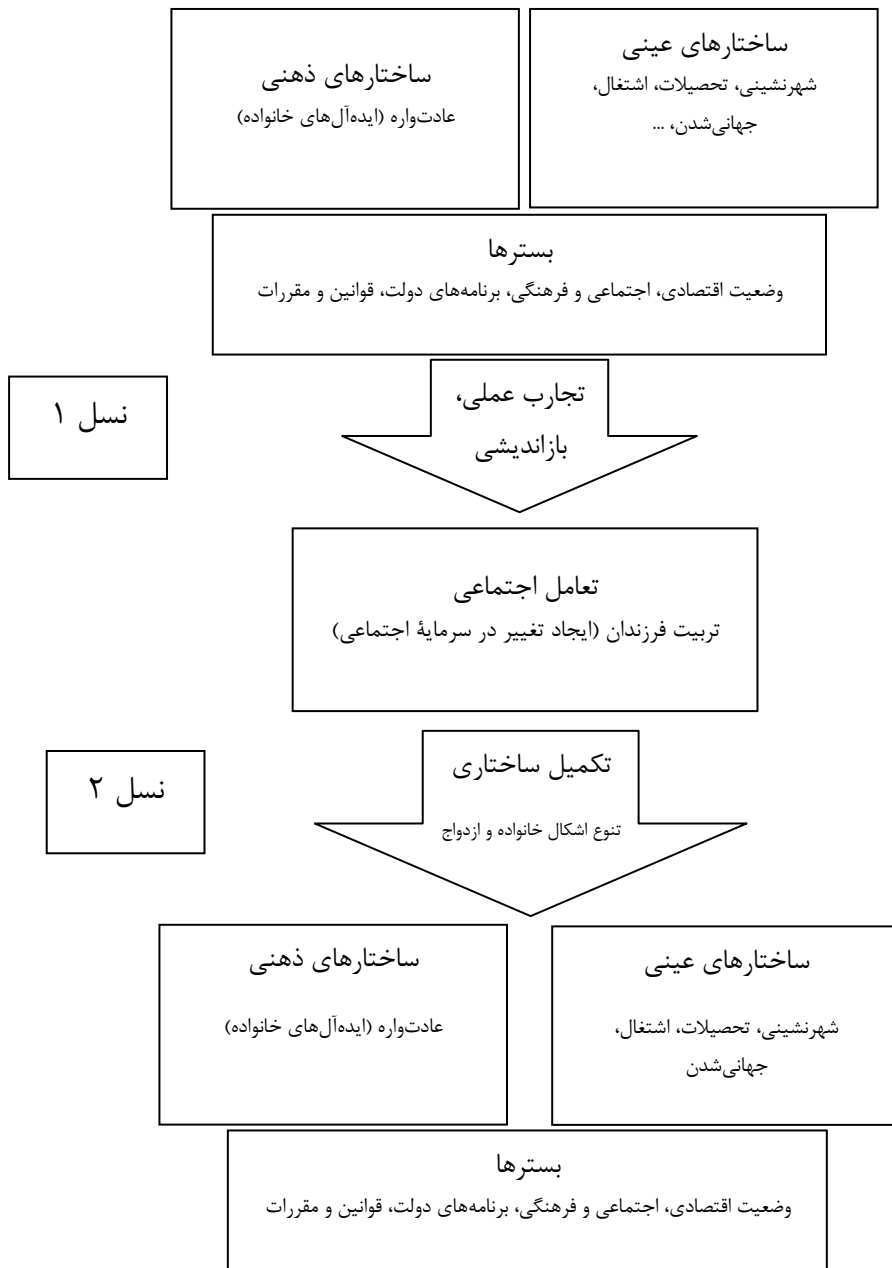 ساختارهای عینی
شهرنشینی، تحصیلات، اشتغال،
جهانی‌شدن، ...
ساختارهای ذهنی
عادت‌واره (ایده‌آل‌های خانواده)
بسترها
وضعیت اقتصادی، اجتماعی و فرهنگی، برنامه‌های دولت، قوانین و مقررات
تجارب عملی،
بازاندیشی
نسل ۱
تعامل اجتماعی
تربیت فرزندان (ایجاد تغییر در سرمایۀ اجتماعی)
تکمیل ساختاری
تنوع اشکال خانواده و ازدواج
نسل ۲
ساختارهای عینی
شهرنشینی، تحصیلات، اشتغال،
جهانی‌شدن
ساختارهای ذهنی
عادت‌واره (ایده‌آل‌های خانواده)
بسترها
وضعیت اقتصادی، اجتماعی و فرهنگی، برنامه‌های دولت، قوانین و مقررات